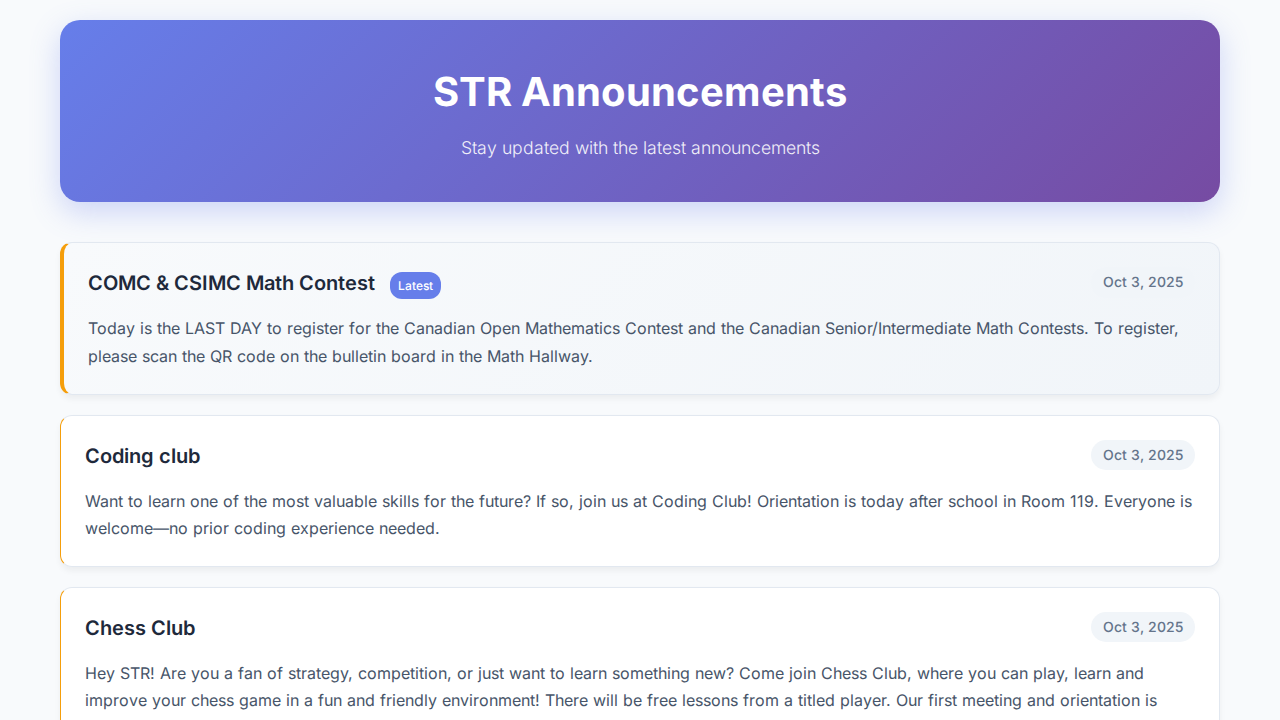 STR Announcements
Stay updated with the latest announcements
COMC & CSIMC Math Contest Latest Oct 3, 2025
Today is the LAST DAY to register for the Canadian Open Mathematics Contest and the Canadian Senior/Intermediate Math Contests. To register,
please scan the QR code on the bulletin board in the Math Hallway.
Coding club Oct 3, 2025
Want to learn one of the most valuable skills for the future? If so, join us at Coding Club! Orientation is today after school in Room 119. Everyone is
welcome—no prior coding experience needed.
Chess Club Oct 3, 2025
Hey STR! Are you a fan of strategy, competition, or just want to learn something new? Come join Chess Club, where you can play, learn and
improve your chess game in a fun and friendly environment! There will be free lessons from a titled player. Our first meeting and orientation is